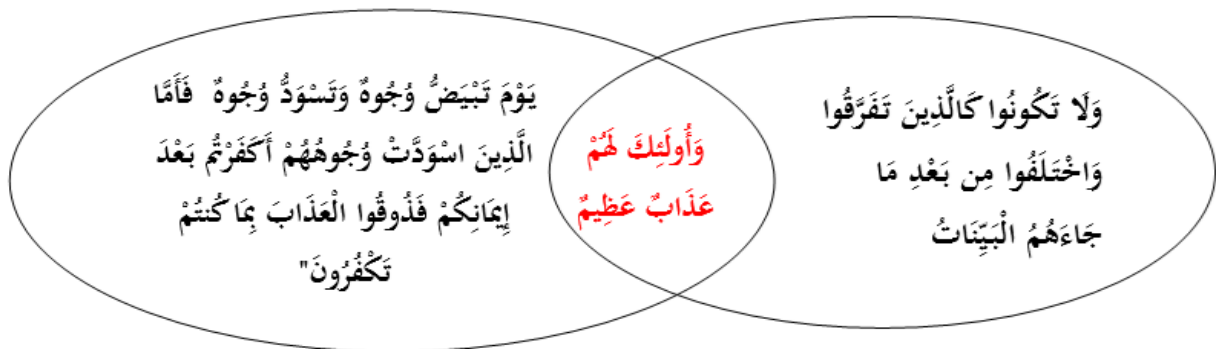 وَلَا تَكُونُوا كَالَّذِينَ تَفَرَّقُوا
وَاخْتَلَفُوا مِن بَعْدِ مَا
جَاءَهُمُ الْبَيِّنَاتُ
وَأُولَئِكَ لَهُمْ
عَذَابٌ عَظِيمٌ
يَوْمَ تَبْيَضُّ وُجُوهٌ وَتَسْوَدُّ وُجُوهٌ فَأَمَّا
الَّذِينَ اسْوَدَّتْ وُجُوهُهُمْ أَكَفَرْتُم بَعْدَ
إِيمَانِكُمْ فَذُوقُوا الْعَذَابَ بِمَا كُنتُمْ
تَكْفُرُونَ"